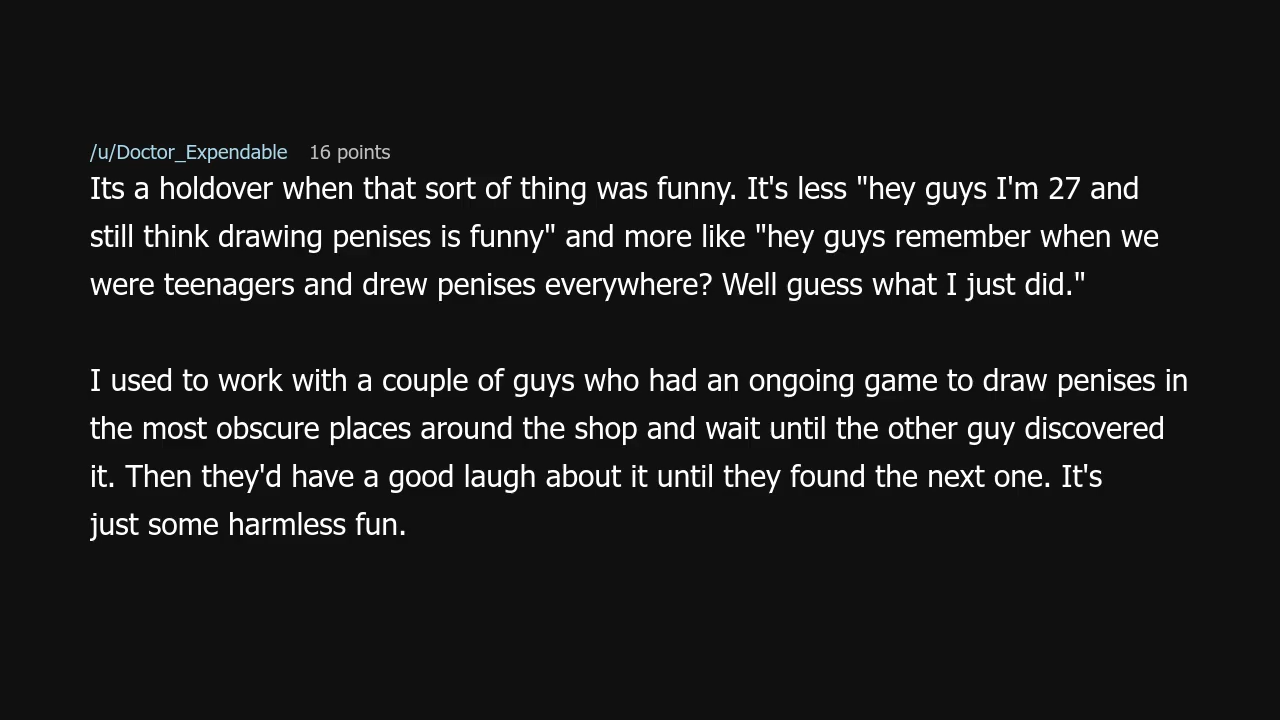 /u/Doctor_Expendable 16 points
Its a holdover when that sort of thing was funny. It's less "hey guys I'm 27 and
still think drawing penises is funny" and more like "hey guys remember when we
were teenagers and drew penises everywhere? Well guess what I just did."
I used to work with a couple of guys who had an ongoing game to draw penises in
the most obscure places around the shop and wait until the other guy discovered
it. Then they'd have a good laugh about it until they found the next one. It's
just some harmless fun.